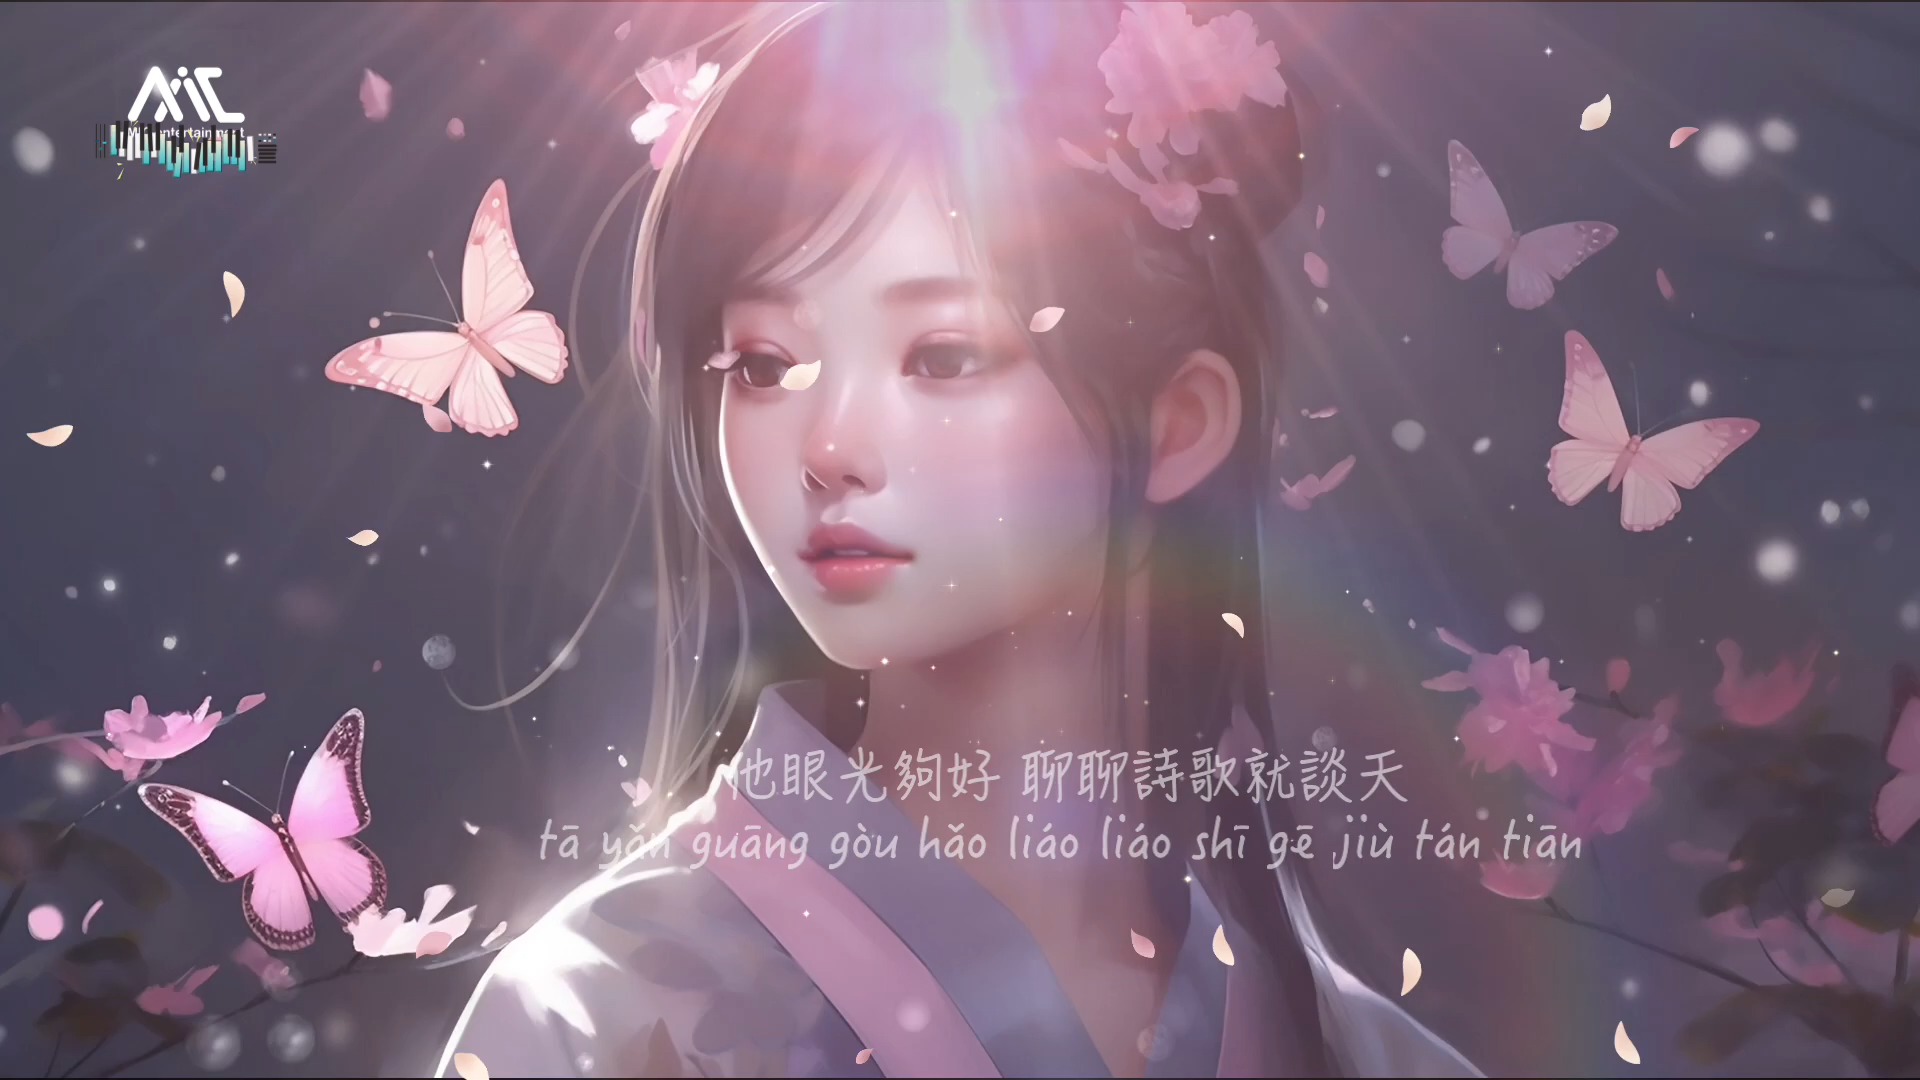 entertainment
他眼光夠好 聊聊詩歌就談天
tā yǎn guāng gòu hǎo liáo liáo shī gē jiù tán tiān